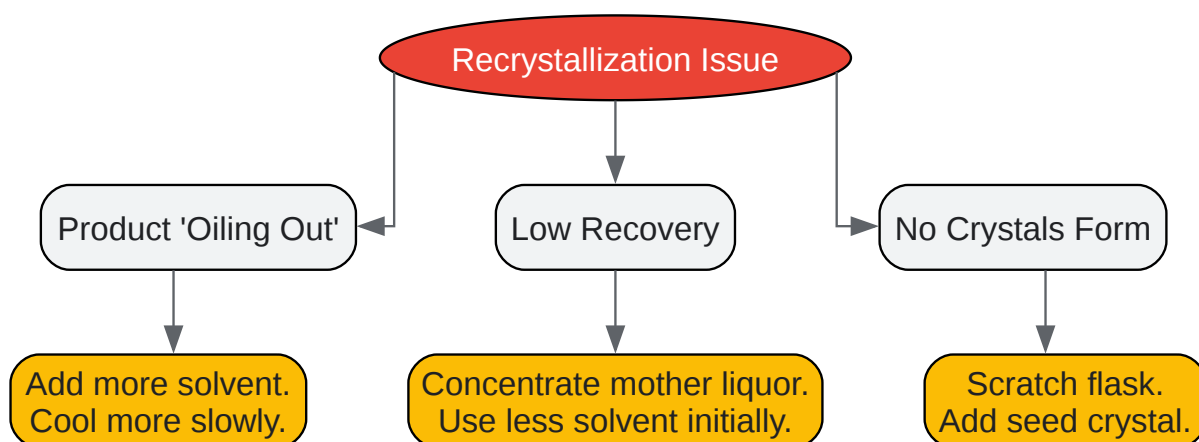 Recrystallization Issue
Product 'Oiling Out'
Low Recovery
No Crystals Form
Add more solvent.
Cool more slowly.
Concentrate mother liquor.
Use less solvent initially.
Scratch flask.
Add seed crystal.